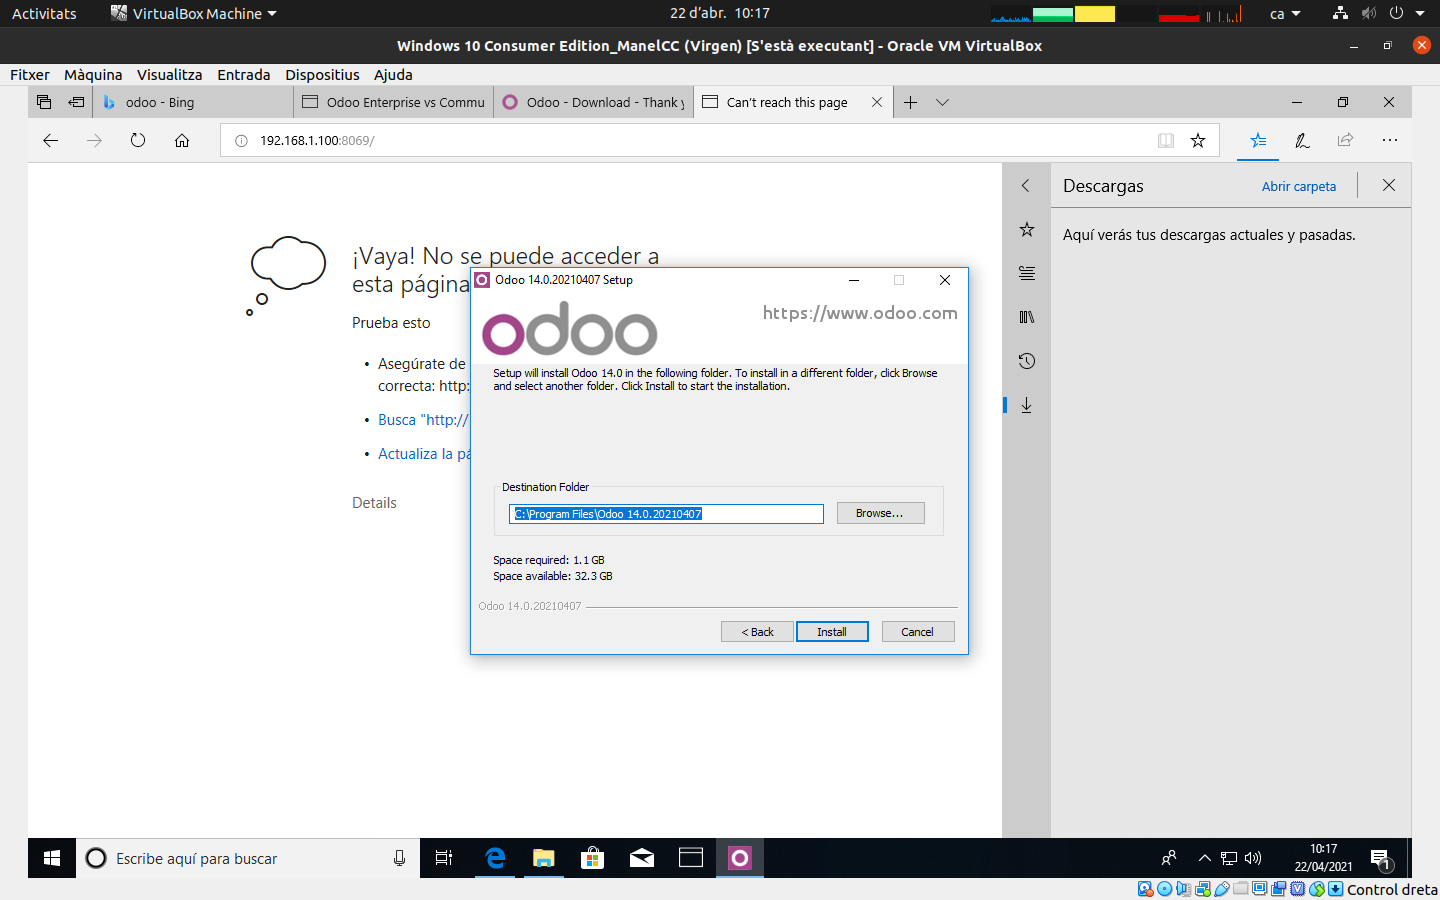 Activitats
VirtualBox Machine
22 d'abr. 10:17
ca
Windows 10 Consumer Edition_ManelCC (Virgen) [S'està executant] - Oracle VM VirtualBox
Fitxer Màquina Visualitza Entrada Dispositius Ajuda
odoo - Bing
Odoo Enterprise vs Commu
Odoo - Download - Thank y
Can't reach this page
192.168.1.100:8069/
Descargas
Abrir carpeta
Aquí verás tus descargas actuales y pasadas.
¡Vaya! No se puede acceder a
esta página
Prueba esto
• Asegúrate de
correcta: http:
• Busca "http://
• Actualiza la pá
Details
Odoo 14.0.20210407 Setup
odoo
https://www.odoo.com
Setup will install Odoo 14.0 in the following folder. To install in a different folder, click Browse
and select another folder. Click Install to start the installation.
Destination Folder
C:\Program Files\Odoo 14.0.20210407
Browse...
Space required: 1.1 GB
Space available: 32.3 GB
Odoo 14.0.20210407
< Back
Install
Cancel
Escribe aquí para buscar
10:17
22/04/2021
1
Control dreta